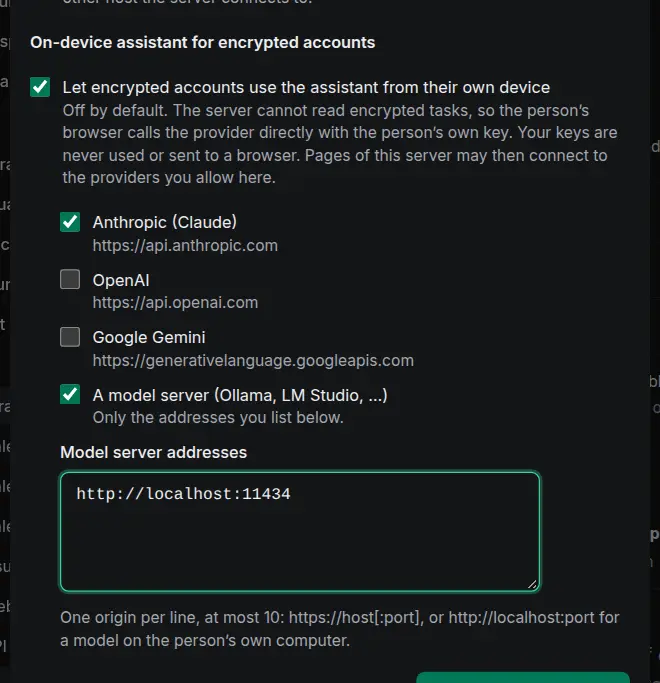 On-device assistant for encrypted accounts
Let encrypted accounts use the assistant from their own device
Off by default. The server cannot read encrypted tasks, so the person’s
browser calls the provider directly with the person’s own key. Your keys are
never used or sent to a browser. Pages of this server may then connect to
the providers you allow here.
Anthropic (Claude)
https://api.anthropic.com
OpenAI
https://api.openai.com
Google Gemini
https://generativelanguage.googleapis.com
A model server (Ollama, LM Studio, ...)
Only the addresses you list below.
Model server addresses
http://localhost:11434
One origin per line, at most 10: https://host[:port], or http://localhost:port for
a model on the person’s own computer.